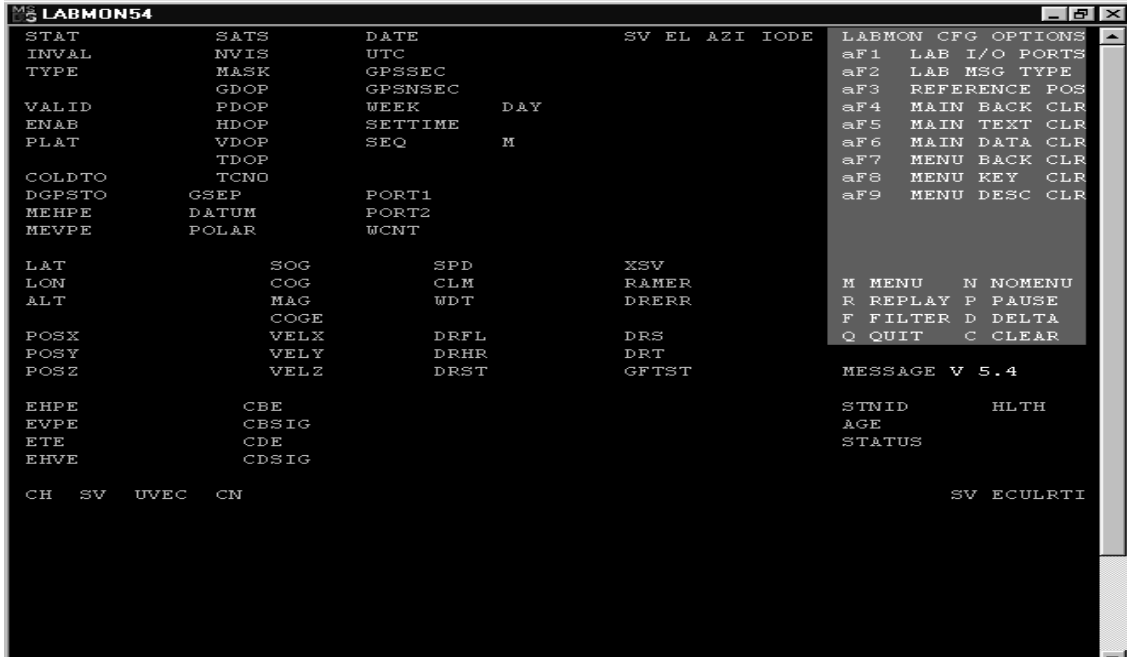 LABMON54
STAT SATS DATE SV EL AZI IODE LABMON CFG OPTIONS
INVAL NVIS UTC aF1 LAB I/O PORTS
TYPE MASK GPSSEC aF2 LAB MSG TYPE
GDOP GPSNSEC aF3 REFERENCE POS
VALID PDOP WEEK DAY aF4 MAIN BACK CLR
ENAB HDOP SETTIME aF5 MAIN TEXT CLR
PLAT VDOP SEQ M aF6 MAIN DATA CLR
TDOP aF7 MENU BACK CLR
COLDTO TCNO aF8 MENU KEY CLR
DGPSTO GSEP PORT1 aF9 MENU DESC CLR
MEHPE DATUM PORT2
MEVPE POLAR WCNT
LAT SOG SPD XSV
LON COG CLM RAMER M MENU N NOMENU
ALT MAG WDT DRERR R REPLAY P PAUSE
COGE F FILTER D DELTA
POSX VELX DRFL DRS Q QUIT C CLEAR
POSY VELY DRHR DRT
POSZ VELZ DRST GFTST MESSAGE V 5.4
EHPE CBE STNID HLTH
EVPE CBSIG AGE
ETE CDE STATUS
EHVE CDSIG
CH SV UVEC CN SV ECULRTI